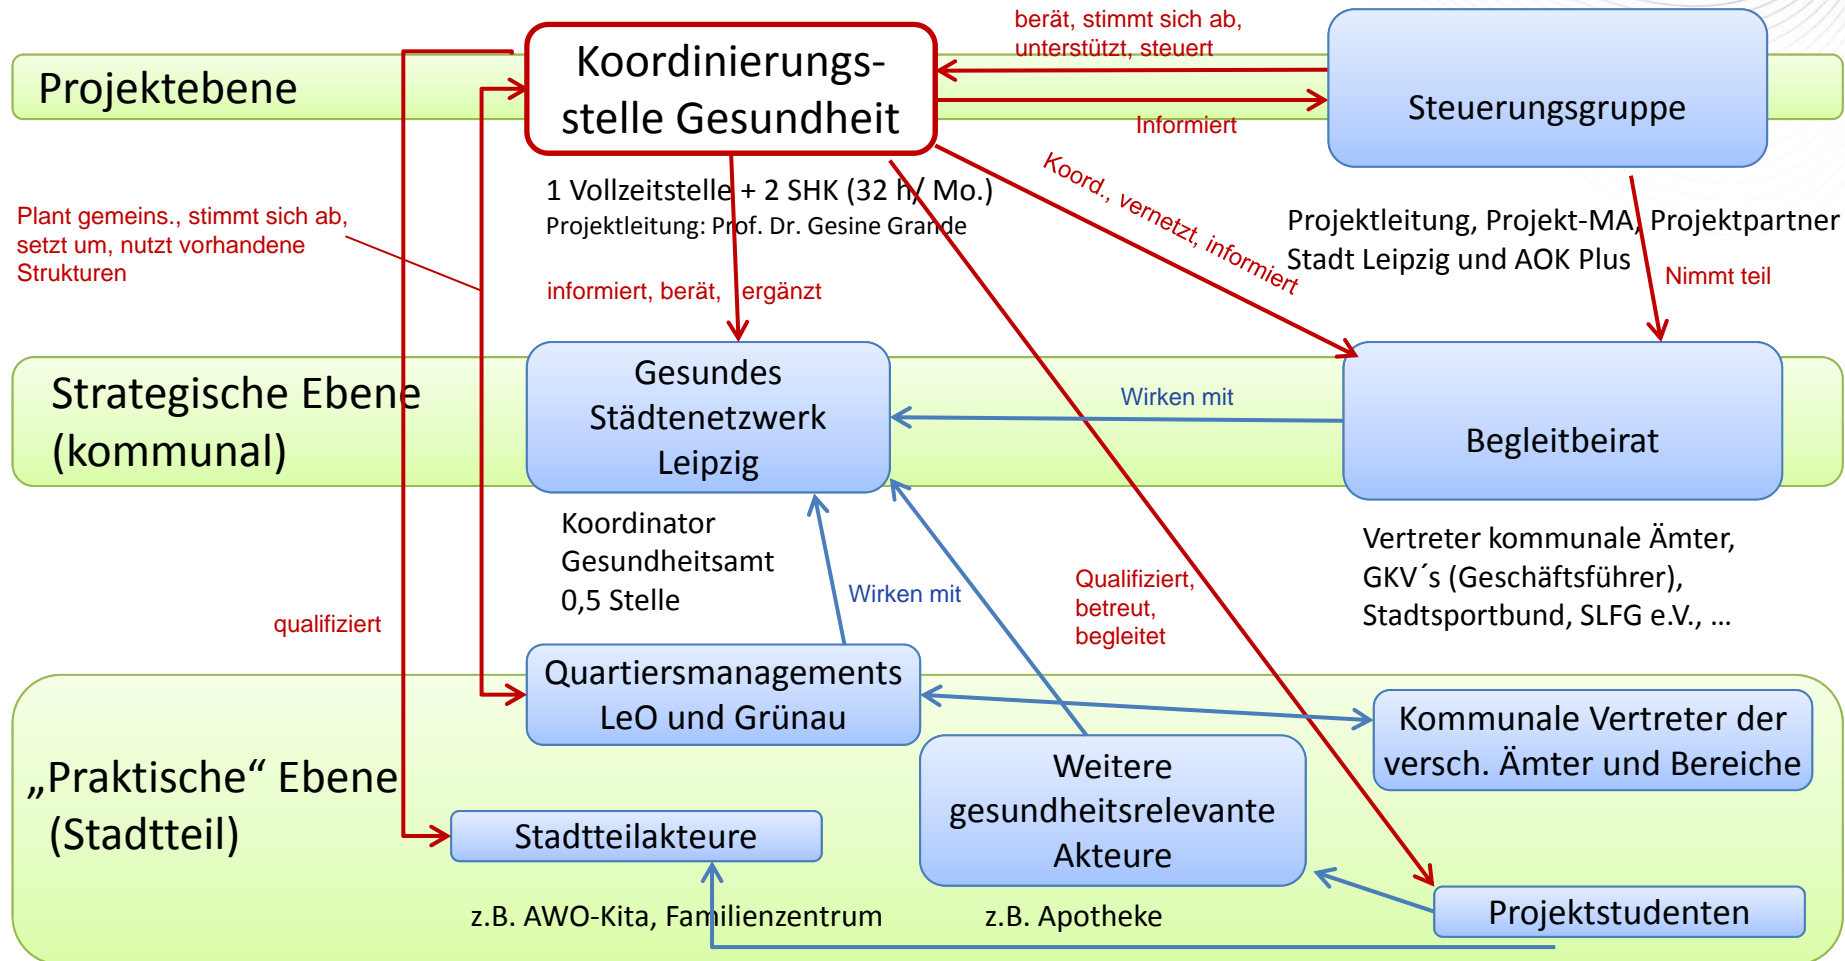 berät, stimmt sich ab,
unterstützt, steuert
Projektebene
Koordinierungs-
stelle Gesundheit
Steuerungsgruppe
Informiert
Koord., vernetzt, informiert
1 Vollzeitstelle + 2 SHK (32 h/ Mo.)
Projektleitung: Prof. Dr. Gesine Grande
Projektleitung, Projekt-MA, Projektpartner
Stadt Leipzig und AOK Plus
Nimmt teil
Plant gemeins., stimmt sich ab,
setzt um, nutzt vorhandene
Strukturen
informiert, berät, ergänzt
Strategische Ebene
(kommunal)
Gesundes
Städtenetzwerk
Leipzig
Wirken mit
Begleitbeirat
Koordinator
Gesundheitsamt
0,5 Stelle
Wirken mit
Qualifiziert,
betreut,
begleitet
Vertreter kommunale Ämter,
GKV´s (Geschäftsführer),
Stadtsportbund, SLFG e.V., …
qualifiziert
„Praktische“ Ebene
(Stadtteil)
Quartiersmanagements
LeO und Grünau
Kommunale Vertreter der
versch. Ämter und Bereiche
Weitere
gesundheitsrelevante
Akteure
Stadtteilakteure
z.B. AWO-Kita, Familienzentrum
z.B. Apotheke
Projektstudenten